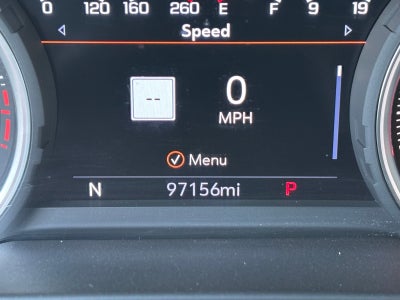 0 120 160 260 E F 9 19
Speed
-- 0
MPH
Menu
N 97156mi P